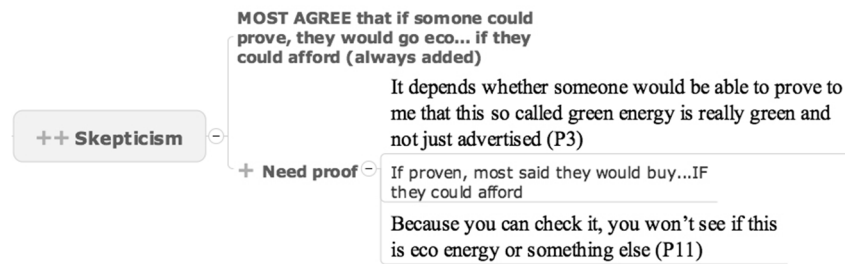 MOST AGREE that if somone could
prove, they would go eco... if they
could afford (always added)
++ Skepticism
+ Need proof
It depends whether someone would be able to prove to
me that this so called green energy is really green and
not just advertised (P3)
If proven, most said they would buy...IF
they could afford
Because you can check it, you won’t see if this
is eco energy or something else (P11)